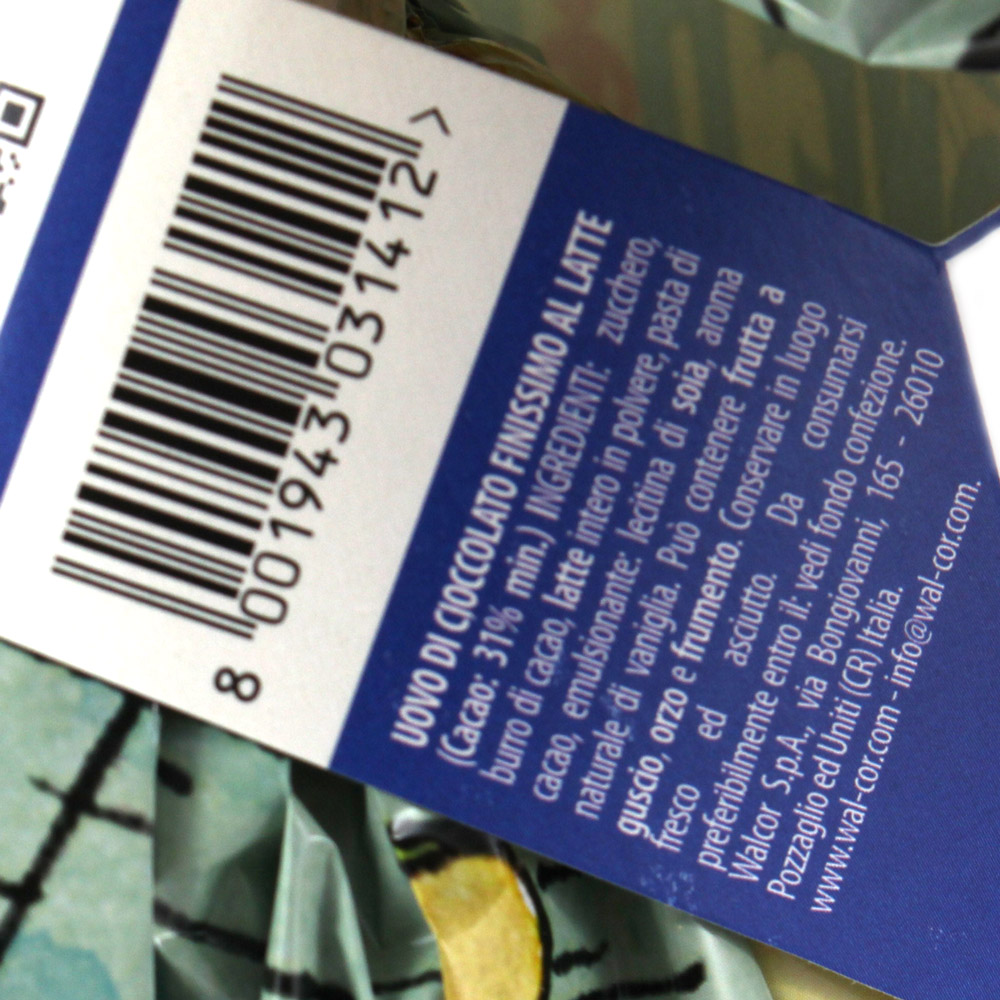 8 001943 031412 >
UOVO DI CIOCCOLATO FINISSIMO AL LATTE
(Cacao: 31% min.) INGREDIENTI: zucchero,
burro di cacao, latte intero in polvere, pasta di
cacao, emulsionante: lecitina di soia, aroma
naturale di vaniglia. Può contenere frutta a
guscio, orzo e frumento. Conservare in luogo
fresco ed asciutto. Da consumarsi
preferibilmente entro il: vedi fondo confezione.
Walcor S.p.A., via Bongiovanni, 165 - 26010
Pozzaglio ed Uniti (CR) Italia.
www.wal-cor.com - info@wal-cor.com.